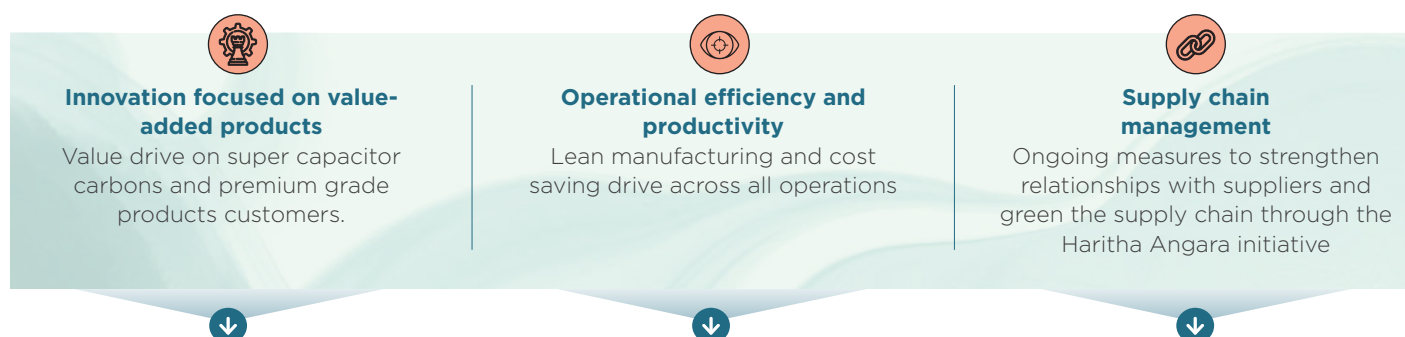 Innovation focused on value-
added products
Value drive on super capacitor
carbons and premium grade
products customers.
Operational efficiency and
productivity
Lean manufacturing and cost
saving drive across all operations
Supply chain
management
Ongoing measures to strengthen
relationships with suppliers and
green the supply chain through the
Haritha Angara initiative